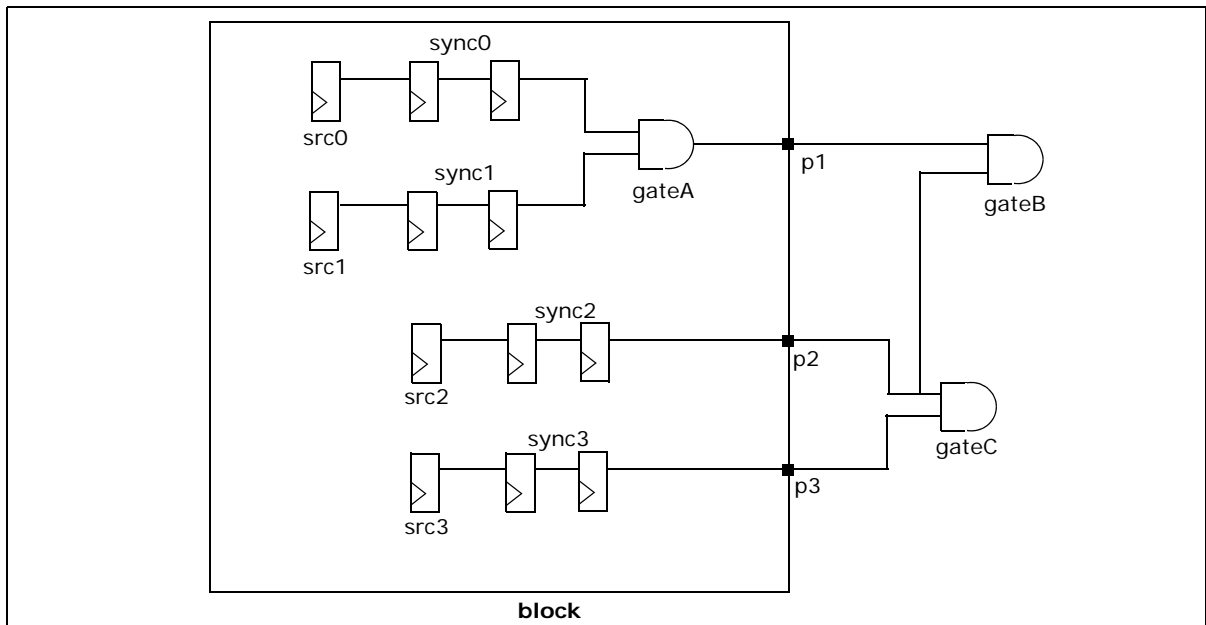 sync0
src0
p1
sync1
gateA
gateB
src1
sync2
p2
src2
sync3
gateC
p3
src3
block